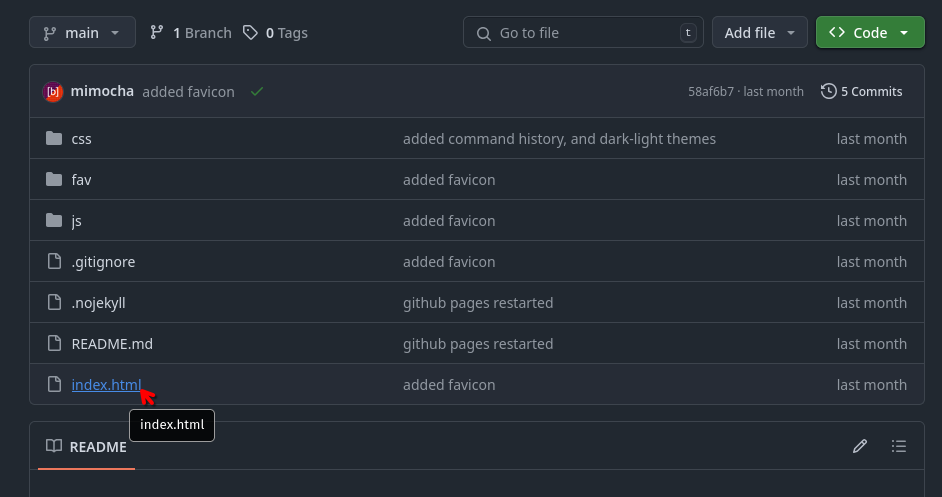 main 1 Branch 0 Tags Go to file t Add file Code
[b] mimocha added favicon 58af6b7 · last month 5 Commits
css added command history, and dark-light themes last month
fav added favicon last month
js added favicon last month
.gitignore added favicon last month
.nojekyll github pages restarted last month
README.md github pages restarted last month
index.html added favicon last month
index.html
README